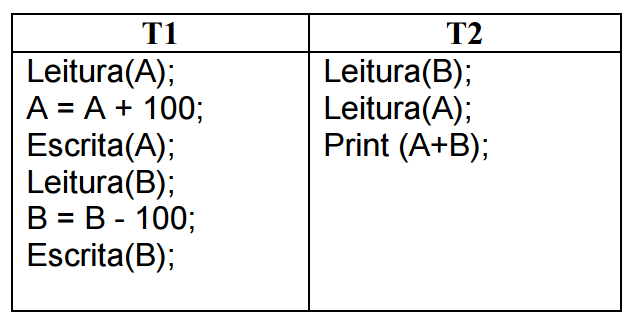 T1 T2
Leitura(A); Leitura(B);
A = A + 100; Leitura(A);
Escrita(A); Print (A+B);
Leitura(B);
B = B - 100;
Escrita(B);